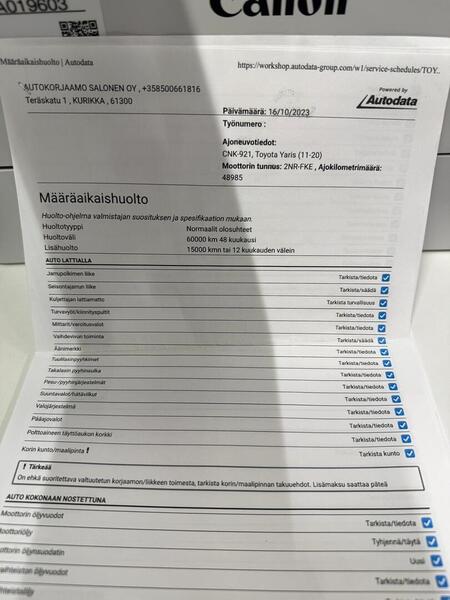 A019603
Canon
Määräaikaishuolto | Autodata
https://workshop.autodata-group.com/w1/service-schedules/TOY..
AUTOKORJAAMO SALONEN OY , +358500661816
Teräskatu 1 , KURIKKA , 61300
Powered by
Autodata
Päivämäärä: 16/10/2023
Työnumero :
Ajoneuvotiedot:
CNK-921, Toyota Yaris (11-20)
Moottorin tunnus: 2NR-FKE , Ajokilometrimäärä:
48985
Määräaikaishuolto
Huolto-ohjelma valmistajan suosituksen ja spesifikaation mukaan.
Huoltotyyppi Normaalit olosuhteet
Huoltoväli 60000 km 48 kuukausi
Lisähuolto 15000 kmn tai 12 kuukauden välein
AUTO LATTIALLA
Jarrupolkimen liike Tarkista/tiedota
Seisontajarrun liike Tarkista/säädä
Kuljettajan lattiamatto Tarkista turvallisuus
Turvavyöt/kiinnityspultit Tarkista/tiedota
Mittarit/varoitusvalot Tarkista/tiedota
Vaihdevivun toiminta Tarkista/säädä
Äänimerkki Tarkista/tiedota
Tuulilasinpyyhkimet Tarkista/tiedota
Takalasin pyyhinsulka Tarkista/tiedota
Pesu-/pyyhinjärjestelmät Tarkista/tiedota
Suuntavalot/hätävilkut Tarkista/tiedota
Valojärjestelmä Tarkista/tiedota
Pääajovalot Tarkista/tiedota
Polttoaineen täyttöaukon korkki Tarkista/tiedota
Korin kunto/maalipinta ! Tarkista kunto
! Tärkeää
On ehkä suoritettava valtuutetun korjaamon/liikkeen toimesta, tarkista korin/maalipinnan takuuehdot. Lisämaksu saattaa päteä
AUTO KOKONAAN NOSTETTUNA
Moottorin öljyvuodot Tarkista/tiedota
Moottoriöljy Tyhjennä/täytä
ottorin öljynsuodatin Uusi
aihteiston öljyvuodot Tarkista/tiedota